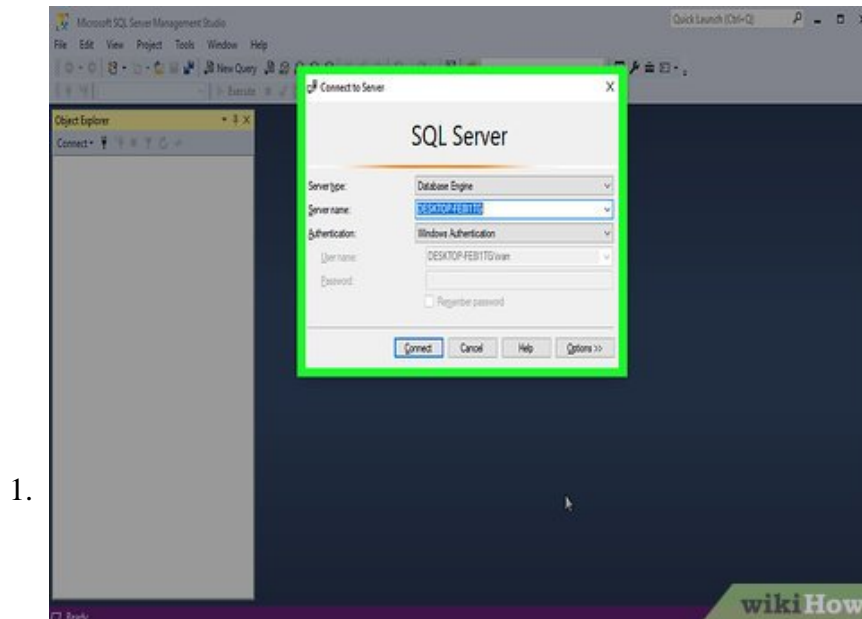 Microsoft SQL Server Management Studio
Quick Launch (Ctrl+Q)
File Edit View Project Tools Window Help
New Query
Execute
Object Explorer
Connect
Connect to Server
X
SQL Server
Server type:
Database Engine
Server name:
DESKTOP-FEB1TG
Authentication:
Windows Authentication
User name:
Password:
Remember password
Connect Cancel Help Options >>
1.
Ready
wikiHow